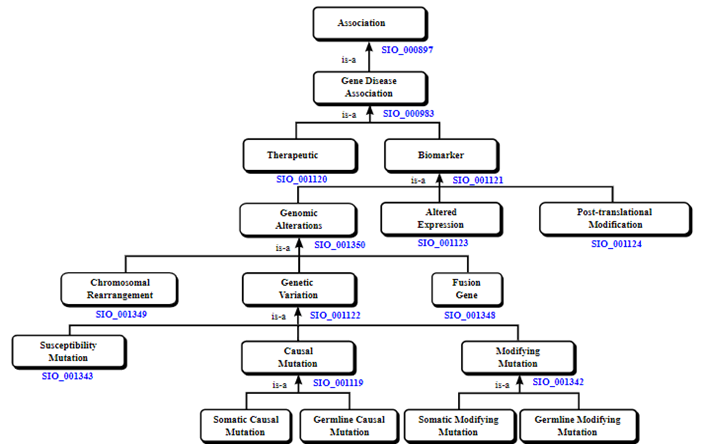 Association
SIO_000897
is-a
Gene Disease
Association
SIO_000983
is-a
Therapeutic
Biomarker
SIO_001120
is-a
SIO_001121
Genomic
Alterations
Altered
Expression
Post-translational
Modification
SIO_001350
SIO_001123
SIO_001124
is-a
Chromosomal
Rearrangement
Genetic
Variation
Fusion
Gene
SIO_001349
SIO_001122
SIO_001348
is-a
Susceptibility
Mutation
Causal
Mutation
Modifying
Mutation
SIO_001343
SIO_001119
SIO_001342
is-a
is-a
Somatic Causal
Mutation
Germline Causal
Mutation
Somatic Modifying
Mutation
Germline Modifying
Mutation